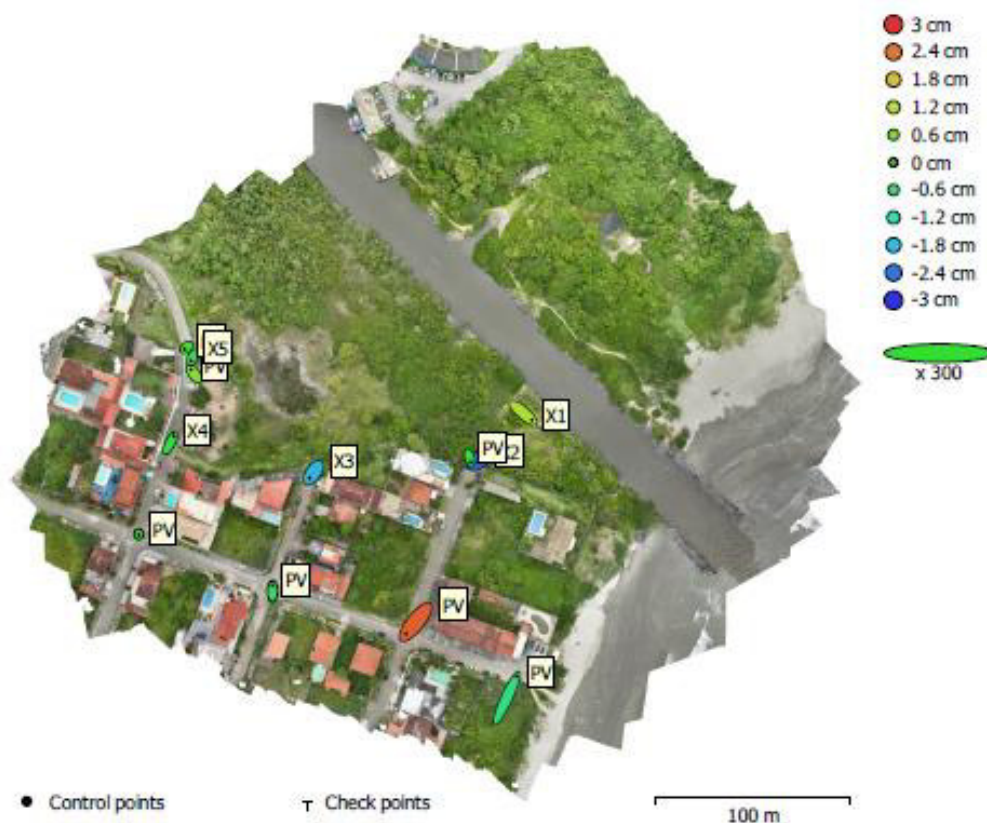 3 cm
2.4 cm
1.8 cm
1.2 cm
0.6 cm
0 cm
-0.6 cm
-1.2 cm
-1.8 cm
-2.4 cm
-3 cm
x 300
X5
PV
X1
X4
PV
X3
PV
PV
PV
PV
Control points
Check points
100 m